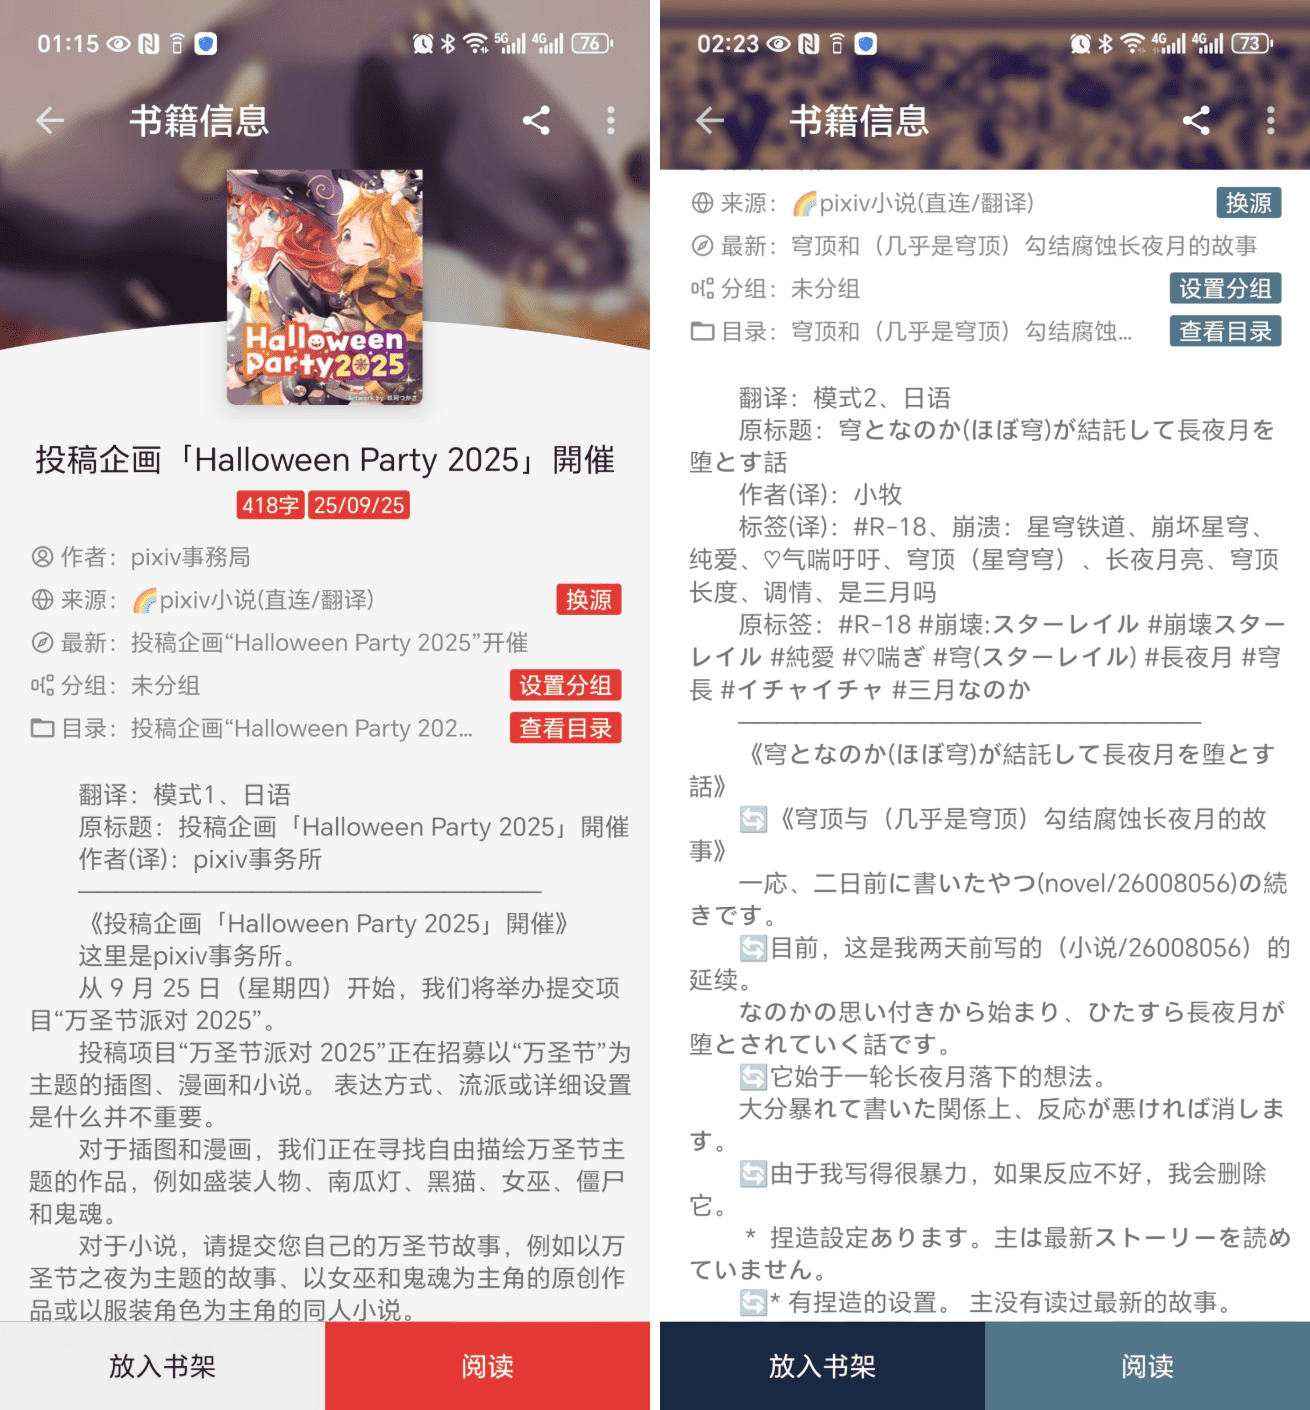 01:15
5G
4G
76
书籍信息
Halloween
Party2025
投稿企画「Halloween Party 2025」開催
418字
25/09/25
作者：pixiv事務局
来源：🌈pixiv小说(直连/翻译)
换源
最新：投稿企画“Halloween Party 2025”开催
分组：未分组
设置分组
目录：投稿企画“Halloween Party 202...
查看目录
翻译：模式1、日语
原标题：投稿企画「Halloween Party 2025」開催
作者(译)：pixiv事务所
《投稿企画「Halloween Party 2025」開催》
这里是pixiv事务所。
从 9 月 25 日（星期四）开始，我们将举办提交项
目“万圣节派对 2025”。
投稿项目“万圣节派对 2025”正在招募以“万圣节”为
主题的插图、漫画和小说。 表达方式、流派或详细设置
是什么并不重要。
对于插图和漫画，我们正在寻找自由描绘万圣节主
题的作品，例如盛装人物、南瓜灯、黑猫、女巫、僵尸
和鬼魂。
对于小说，请提交您自己的万圣节故事，例如以万
圣节之夜为主题的故事、以女巫和鬼魂为主角的原创作
品或以服装角色为主角的同人小说。
放入书架
阅读
02:23
4G
4G
73
书籍信息
来源：🌈pixiv小说(直连/翻译)
换源
最新：穹顶和（几乎是穹顶）勾结腐蚀长夜月的故事
分组：未分组
设置分组
目录：穹顶和（几乎是穹顶）勾结腐蚀...
查看目录
翻译：模式2、日语
原标题：穹となのか(ほぼ穹)が結託して長夜月を
堕とす話
作者(译)：小牧
标签(译)：#R-18、崩溃：星穹铁道、崩坏星穹、
纯爱、♡气喘吁吁、穹顶（星穹穹）、长夜月亮、穹顶
长度、调情、是三月吗
原标签：#R-18 #崩壊:スターレイル #崩壊スター
レイル #純愛 #♡喘ぎ #穹(スターレイル) #長夜月 #穹
長 #イチャイチャ #三月なのか
《穹となのか(ほぼ穹)が結託して長夜月を堕とす
話》
🔄《穹顶与（几乎是穹顶）勾结腐蚀长夜月的故
事》
一応、二日前に書いたやつ(novel/26008056)の続
きです。
🔄目前，这是我两天前写的（小说/26008056）的
延续。
なのかの思い付きから始まり、ひたすら長夜月が
堕とされていく話です。
🔄它始于一轮长夜月落下的想法。
大分暴れて書いた関係上、反応が悪ければ消しま
す。
🔄由于我写得很暴力，如果反应不好，我会删除
它。
* 捏造設定あります。主は最新ストーリーを読め
ていません。
🔄* 有捏造的设置。 主没有读过最新的故事。
放入书架
阅读